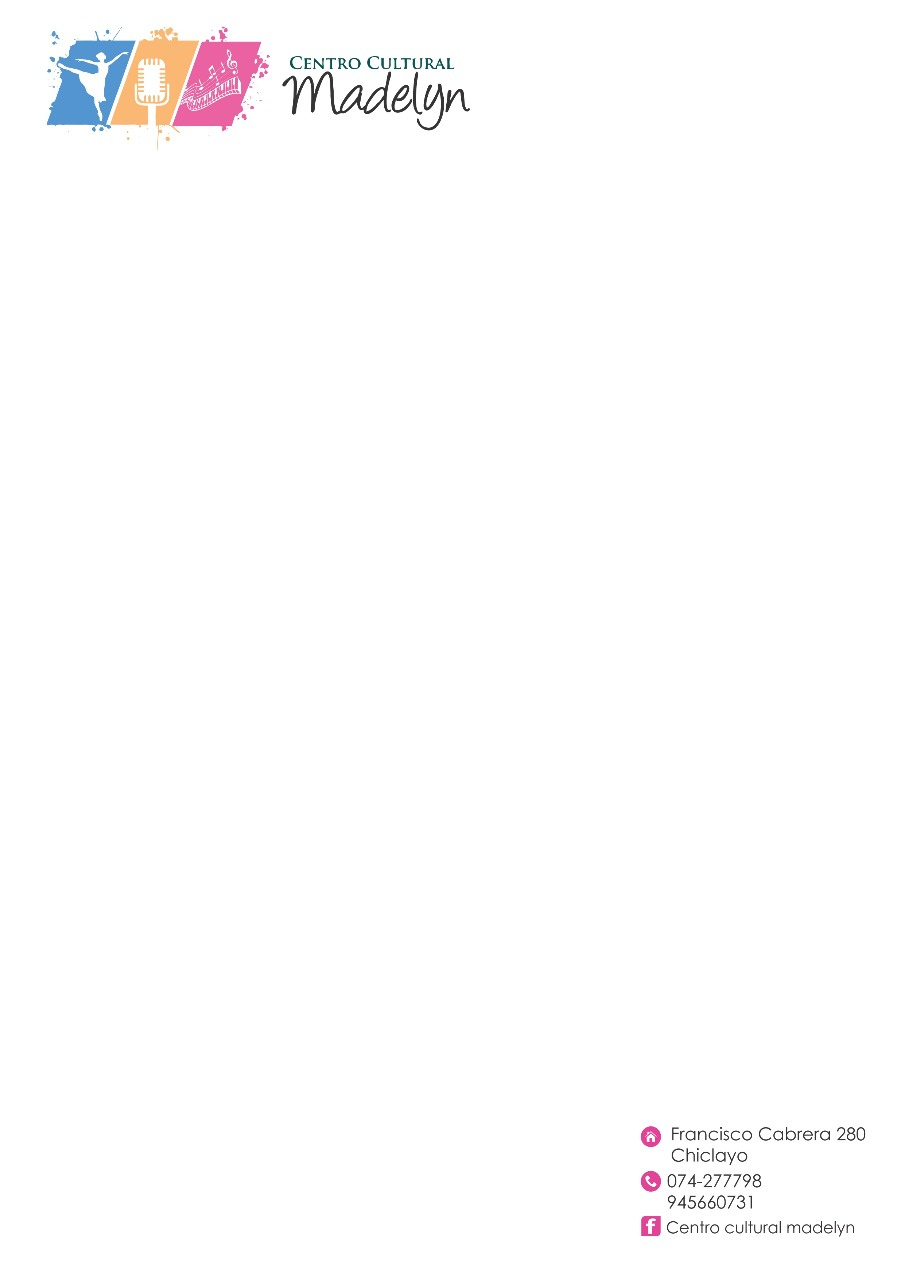 CENTRO CULTURAL
Madelyn
Francisco Cabrera 280
Chiclayo
074-277798
945660731
Centro cultural madelyn